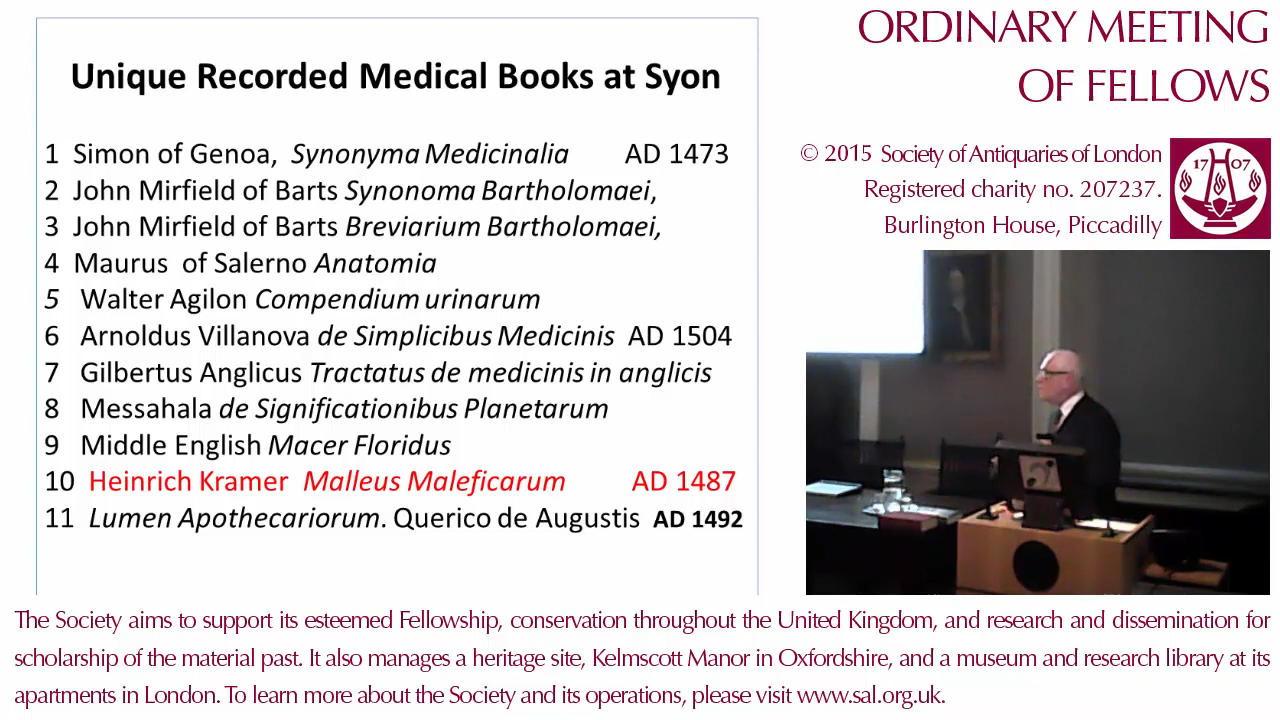 Unique Recorded Medical Books at Syon
1 Simon of Genoa, Synonyma Medicinalia AD 1473
2 John Mirfield of Barts Synonoma Bartholomaei,
3 John Mirfield of Barts Breviarium Bartholomaei,
4 Maurus of Salerno Anatomia
5 Walter Agilon Compendium urinarum
6 Arnoldus Villanova de Simplicibus Medicinis AD 1504
7 Gilbertus Anglicus Tractatus de medicinis in anglicis
8 Messahala de Significationibus Planetarum
9 Middle English Macer Floridus
10 Heinrich Kramer Malleus Maleficarum AD 1487
11 Lumen Apothecariorum. Querico de Augustis AD 1492
ORDINARY MEETING
OF FELLOWS
© 2015 Society of Antiquaries of London
Registered charity no. 207237.
Burlington House, Piccadilly
17 07
The Society aims to support its esteemed Fellowship, conservation throughout the United Kingdom, and research and dissemination for
scholarship of the material past. It also manages a heritage site, Kelmscott Manor in Oxfordshire, and a museum and research library at its
apartments in London. To learn more about the Society and its operations, please visit www.sal.org.uk.